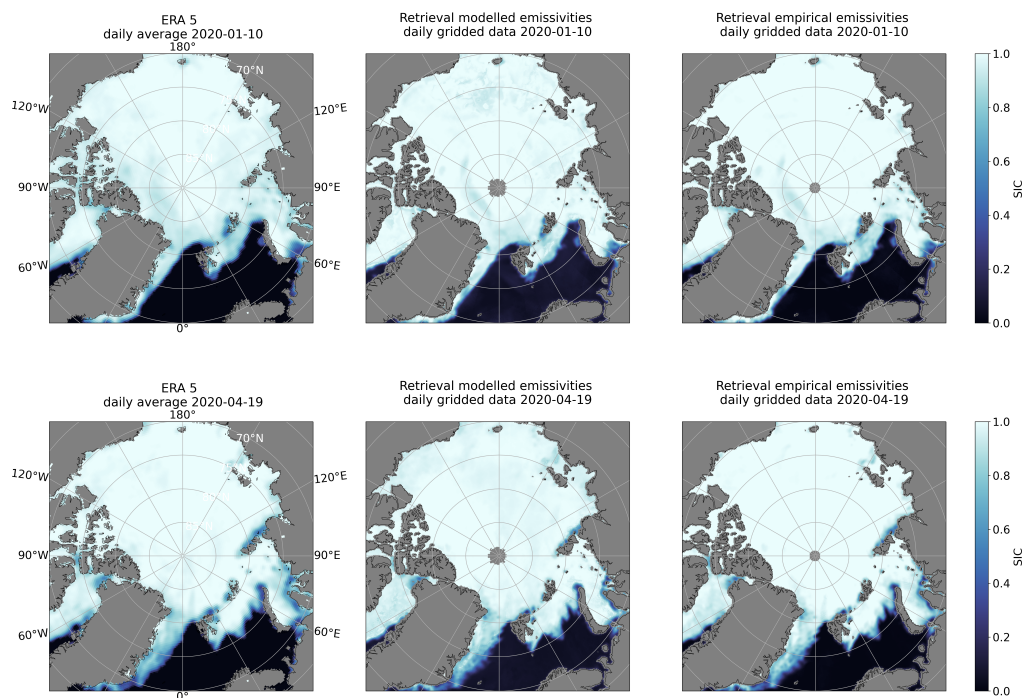 ERA 5
daily average 2020-01-10
Retrieval modelled emissivities
daily gridded data 2020-01-10
Retrieval empirical emissivities
daily gridded data 2020-01-10
180°
70°N
120°W
120°E
90°W
90°E
60°W
60°E
0°
1.0
0.8
0.6
0.4
0.2
0.0
SIC
ERA 5
daily average 2020-04-19
Retrieval modelled emissivities
daily gridded data 2020-04-19
Retrieval empirical emissivities
daily gridded data 2020-04-19
180°
70°N
120°W
120°E
90°W
90°E
60°W
60°E
0°
1.0
0.8
0.6
0.4
0.2
0.0
SIC